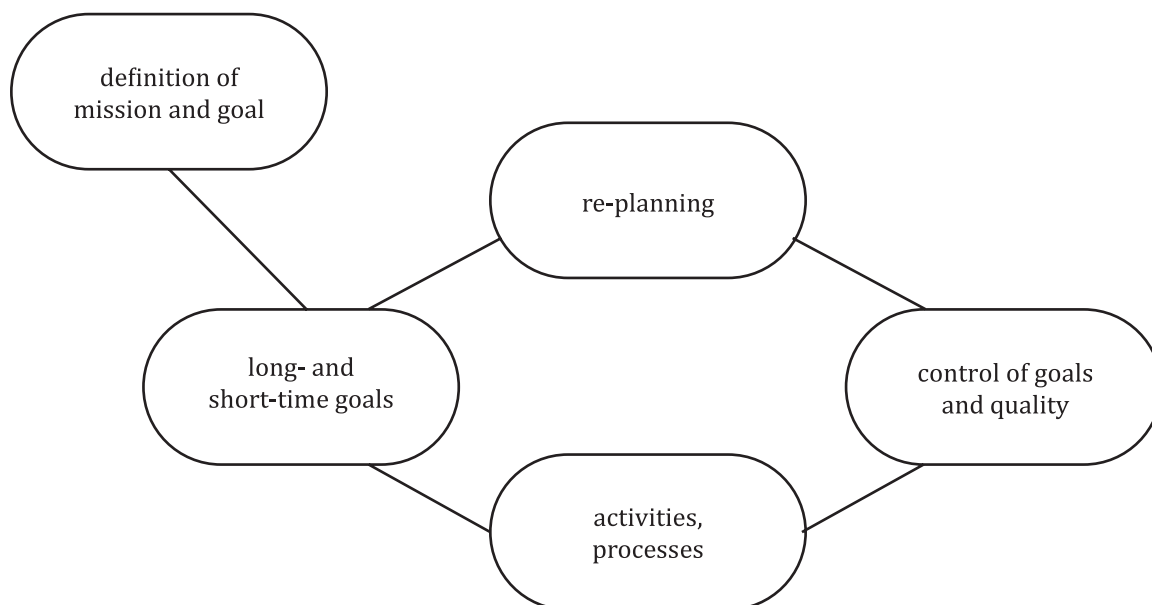 definition of
mission and goal
re-planning
long- and
short-time goals
control of goals
and quality
activities,
processes